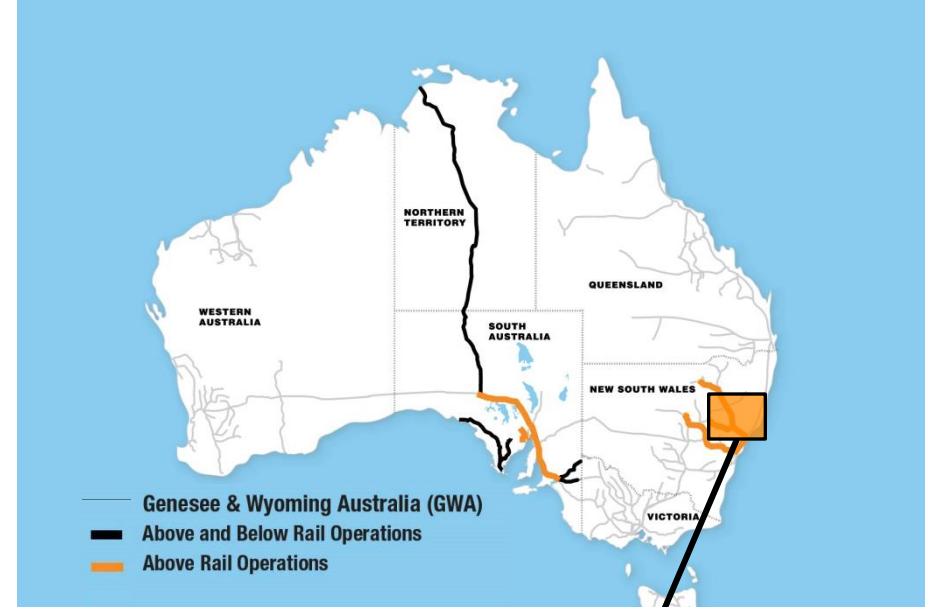 NORTHERN
TERRITORY
QUEENSLAND
WESTERN
AUSTRALIA
SOUTH
AUSTRALIA
NEW SOUTH WALES
VICTORIA
Genesee & Wyoming Australia (GWA)
Above and Below Rail Operations
Above Rail Operations